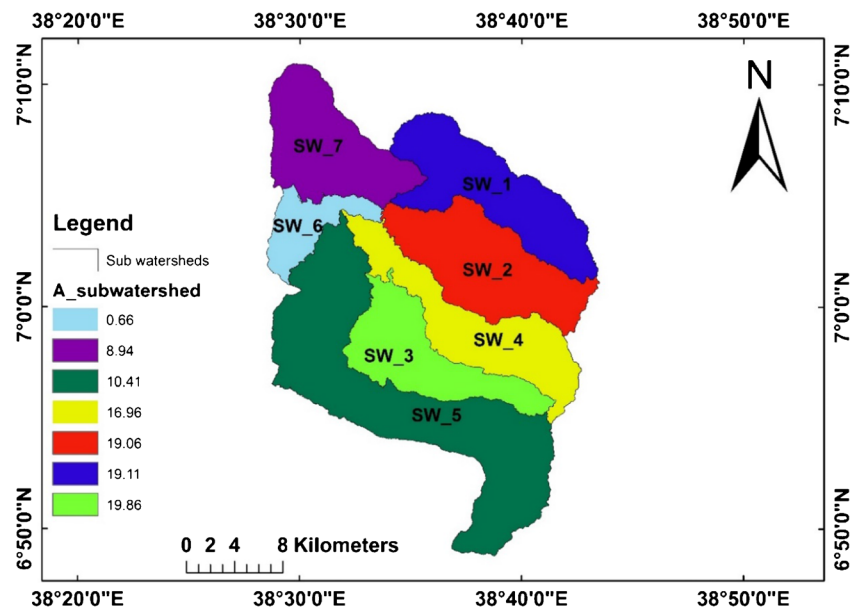 38°20'0"E 38°30'0"E 38°40'0"E 38°50'0"E
7°10'0"N
7°10'0"N
N
SW_7
SW_1
SW_6
SW_2
SW_4
SW_3
SW_5
7°0'0"N
7°0'0"N
Legend
Sub watersheds
A_subwatershed
0.66
8.94
10.41
16.96
19.06
19.11
19.86
6°50'0"N
6°50'0"N
0 2 4 8 Kilometers
38°20'0"E 38°30'0"E 38°40'0"E 38°50'0"E